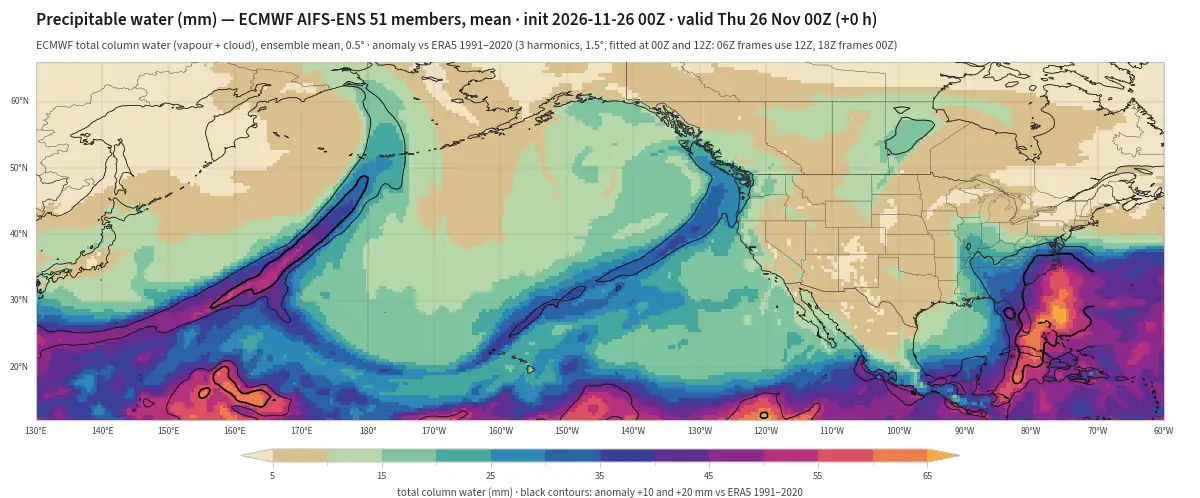 Precipitable water (mm) — ECMWF AIFS-ENS 51 members, mean · init 2026-11-26 00Z · valid Thu 26 Nov 00Z (+0 h)
ECMWF total column water (vapour + cloud), ensemble mean, 0.5° · anomaly vs ERA5 1991–2020 (3 harmonics, 1.5°, fitted at 00Z and 12Z: 06Z frames use 12Z, 18Z frames 00Z)
60°N
50°N
40°N
30°N
20°N
130°E 140°E 150°E 160°E 170°E 180° 170°W 160°W 150°W 140°W 130°W 120°W 110°W 100°W 90°W 80°W 70°W 60°W
5 15 25 35 45 55 65
total column water (mm) · black contours: anomaly +10 and +20 mm vs ERA5 1991–2020